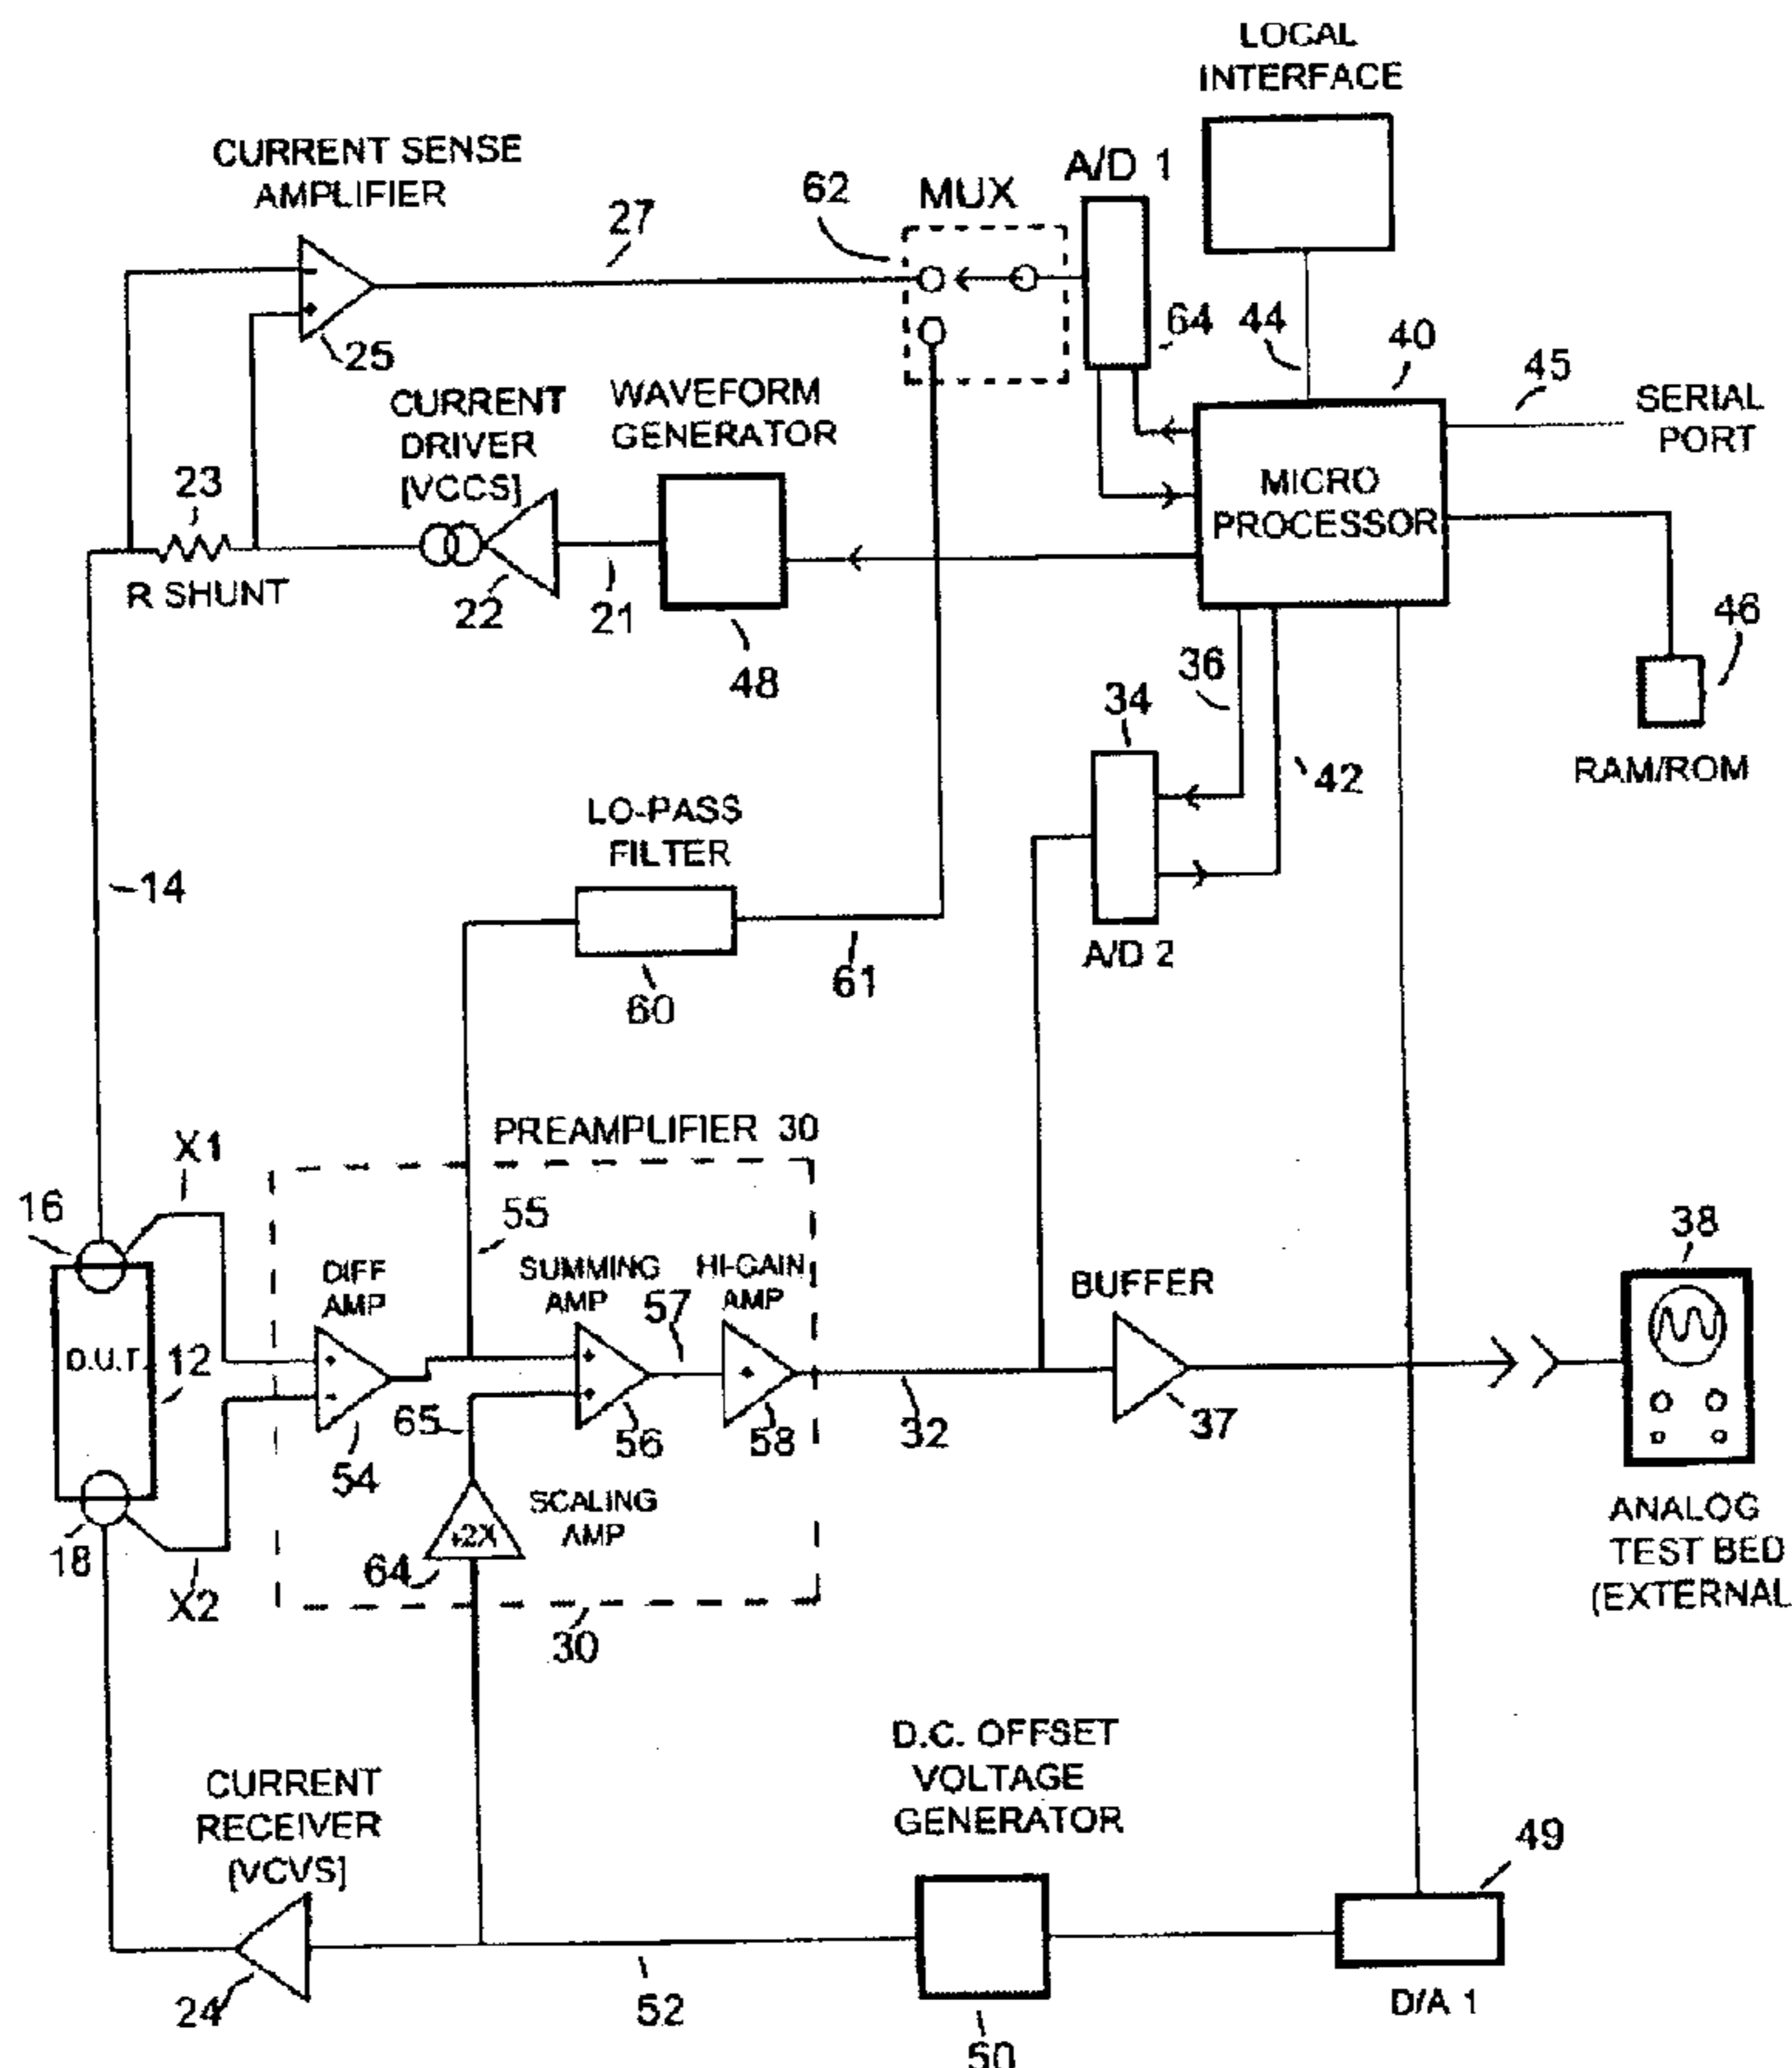 LOCAL
INTERFACE
CURRENT SENSE
AMPLIFIER
62
MUX
A/D 1
27
25
64
44
40
45
SERIAL
PORT
CURRENT
DRIVER
[VCCS]
WAVEFORM
GENERATOR
MICRO
PROCESSOR
23
R SHUNT
22
21
48
36
34
42
46
RAM/ROM
LO-PASS
FILTER
14
A/D 2
60
61
PREAMPLIFIER 30
X1
16
55
38
DIFF
AMP
SUMMING
AMP
57
HI-GAIN
AMP
BUFFER
+
-
+
+
+
D.U.T.
12
65
54
56
58
32
37
SCALING
AMP
+2X
64
18
X2
30
ANALOG
TEST BED
(EXTERNAL
D.C. OFFSET
VOLTAGE
GENERATOR
CURRENT
RECEIVER
[VCVS]
49
24
52
50
D/A 1